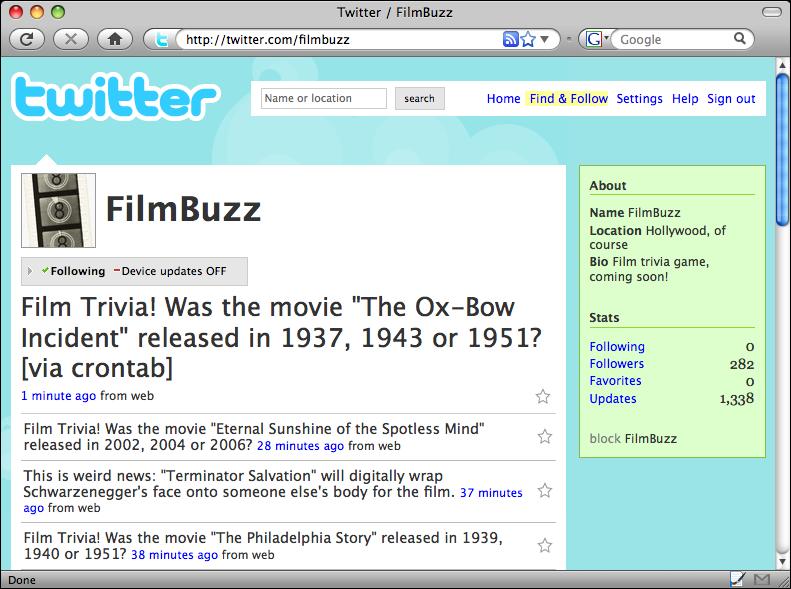 Twitter / FilmBuzz
http://twitter.com/filmbuzz
G
Google
twitter
Name or location
search
Home Find & Follow Settings Help Sign out
FilmBuzz
Following Device updates OFF
Film Trivia! Was the movie "The Ox-Bow
Incident" released in 1937, 1943 or 1951?
[via crontab]
1 minute ago from web
Film Trivia! Was the movie "Eternal Sunshine of the Spotless Mind"
released in 2002, 2004 or 2006? 28 minutes ago from web
This is weird news: "Terminator Salvation" will digitally wrap
Schwarzenegger's face onto someone else's body for the film. 37 minutes
ago from web
Film Trivia! Was the movie "The Philadelphia Story" released in 1939,
1940 or 1951? 38 minutes ago from web
About
Name FilmBuzz
Location Hollywood, of
course
Bio Film trivia game,
coming soon!
Stats
Following 0
Followers 282
Favorites 0
Updates 1,338
block FilmBuzz
Done